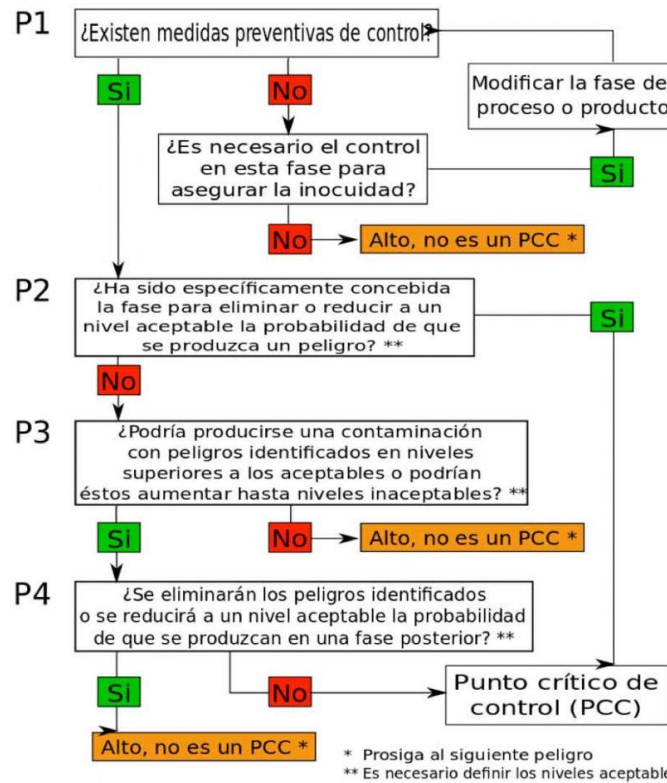 P1
¿Existen medidas preventivas de control?
Si
No
Modificar la fase de
proceso o producto
¿Es necesario el control
en esta fase para
asegurar la inocuidad?
Si
No
Alto, no es un PCC *
P2
¿Ha sido específicamente concebida
la fase para eliminar o reducir a un
nivel aceptable la probabilidad de que
se produzca un peligro? **
Si
No
P3
¿Podría producirse una contaminación
con peligros identificados en niveles
superiores a los aceptables o podrían
éstos aumentar hasta niveles inaceptables? **
Si
No
Alto, no es un PCC *
P4
¿Se eliminarán los peligros identificados
o se reducirá a un nivel aceptable la probabilidad
de que se produzcan en una fase posterior? **
Si
No
Punto crítico de
control (PCC)
Alto, no es un PCC *
* Prosiga al siguiente peligro
** Es necesario definir los niveles aceptable